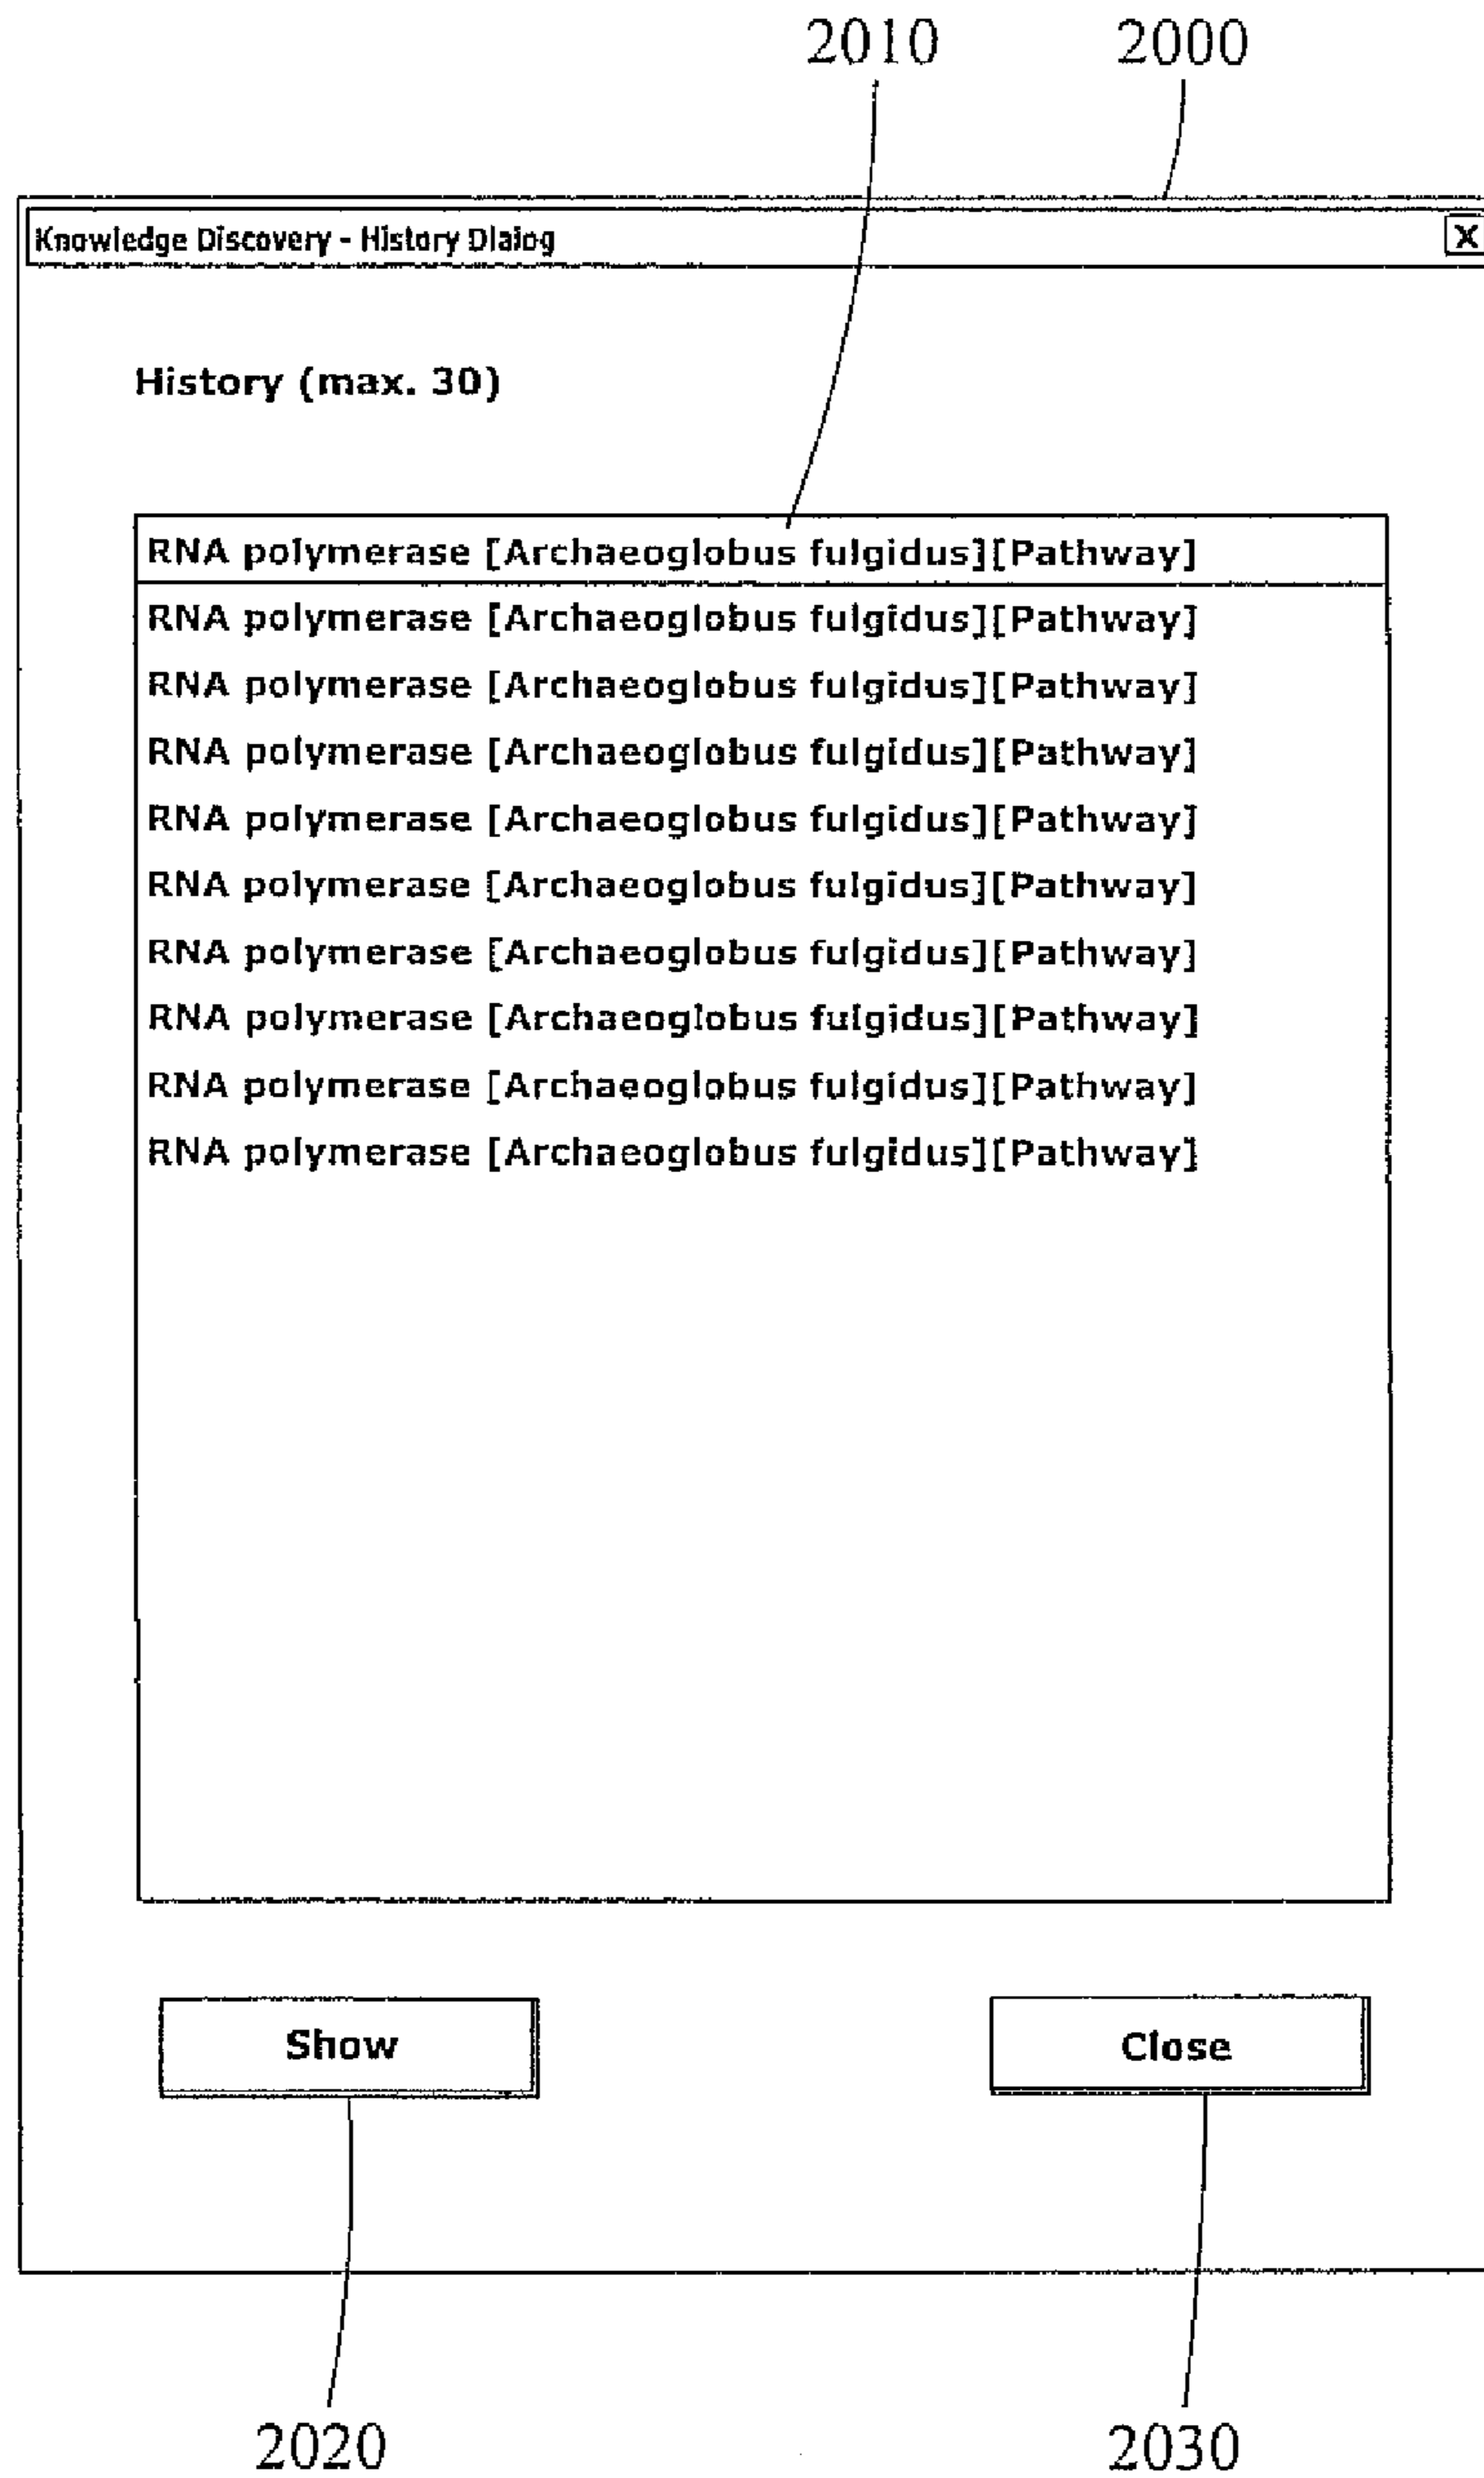 2010 2000
Knowledge Discovery - History Dialog X
History (max. 30)
RNA polymerase [Archaeoglobus fulgidus][Pathway]
RNA polymerase [Archaeoglobus fulgidus][Pathway]
RNA polymerase [Archaeoglobus fulgidus][Pathway]
RNA polymerase [Archaeoglobus fulgidus][Pathway]
RNA polymerase [Archaeoglobus fulgidus][Pathway]
RNA polymerase [Archaeoglobus fulgidus][Pathway]
RNA polymerase [Archaeoglobus fulgidus][Pathway]
RNA polymerase [Archaeoglobus fulgidus][Pathway]
RNA polymerase [Archaeoglobus fulgidus][Pathway]
RNA polymerase [Archaeoglobus fulgidus][Pathway]
Show Close
2020 2030